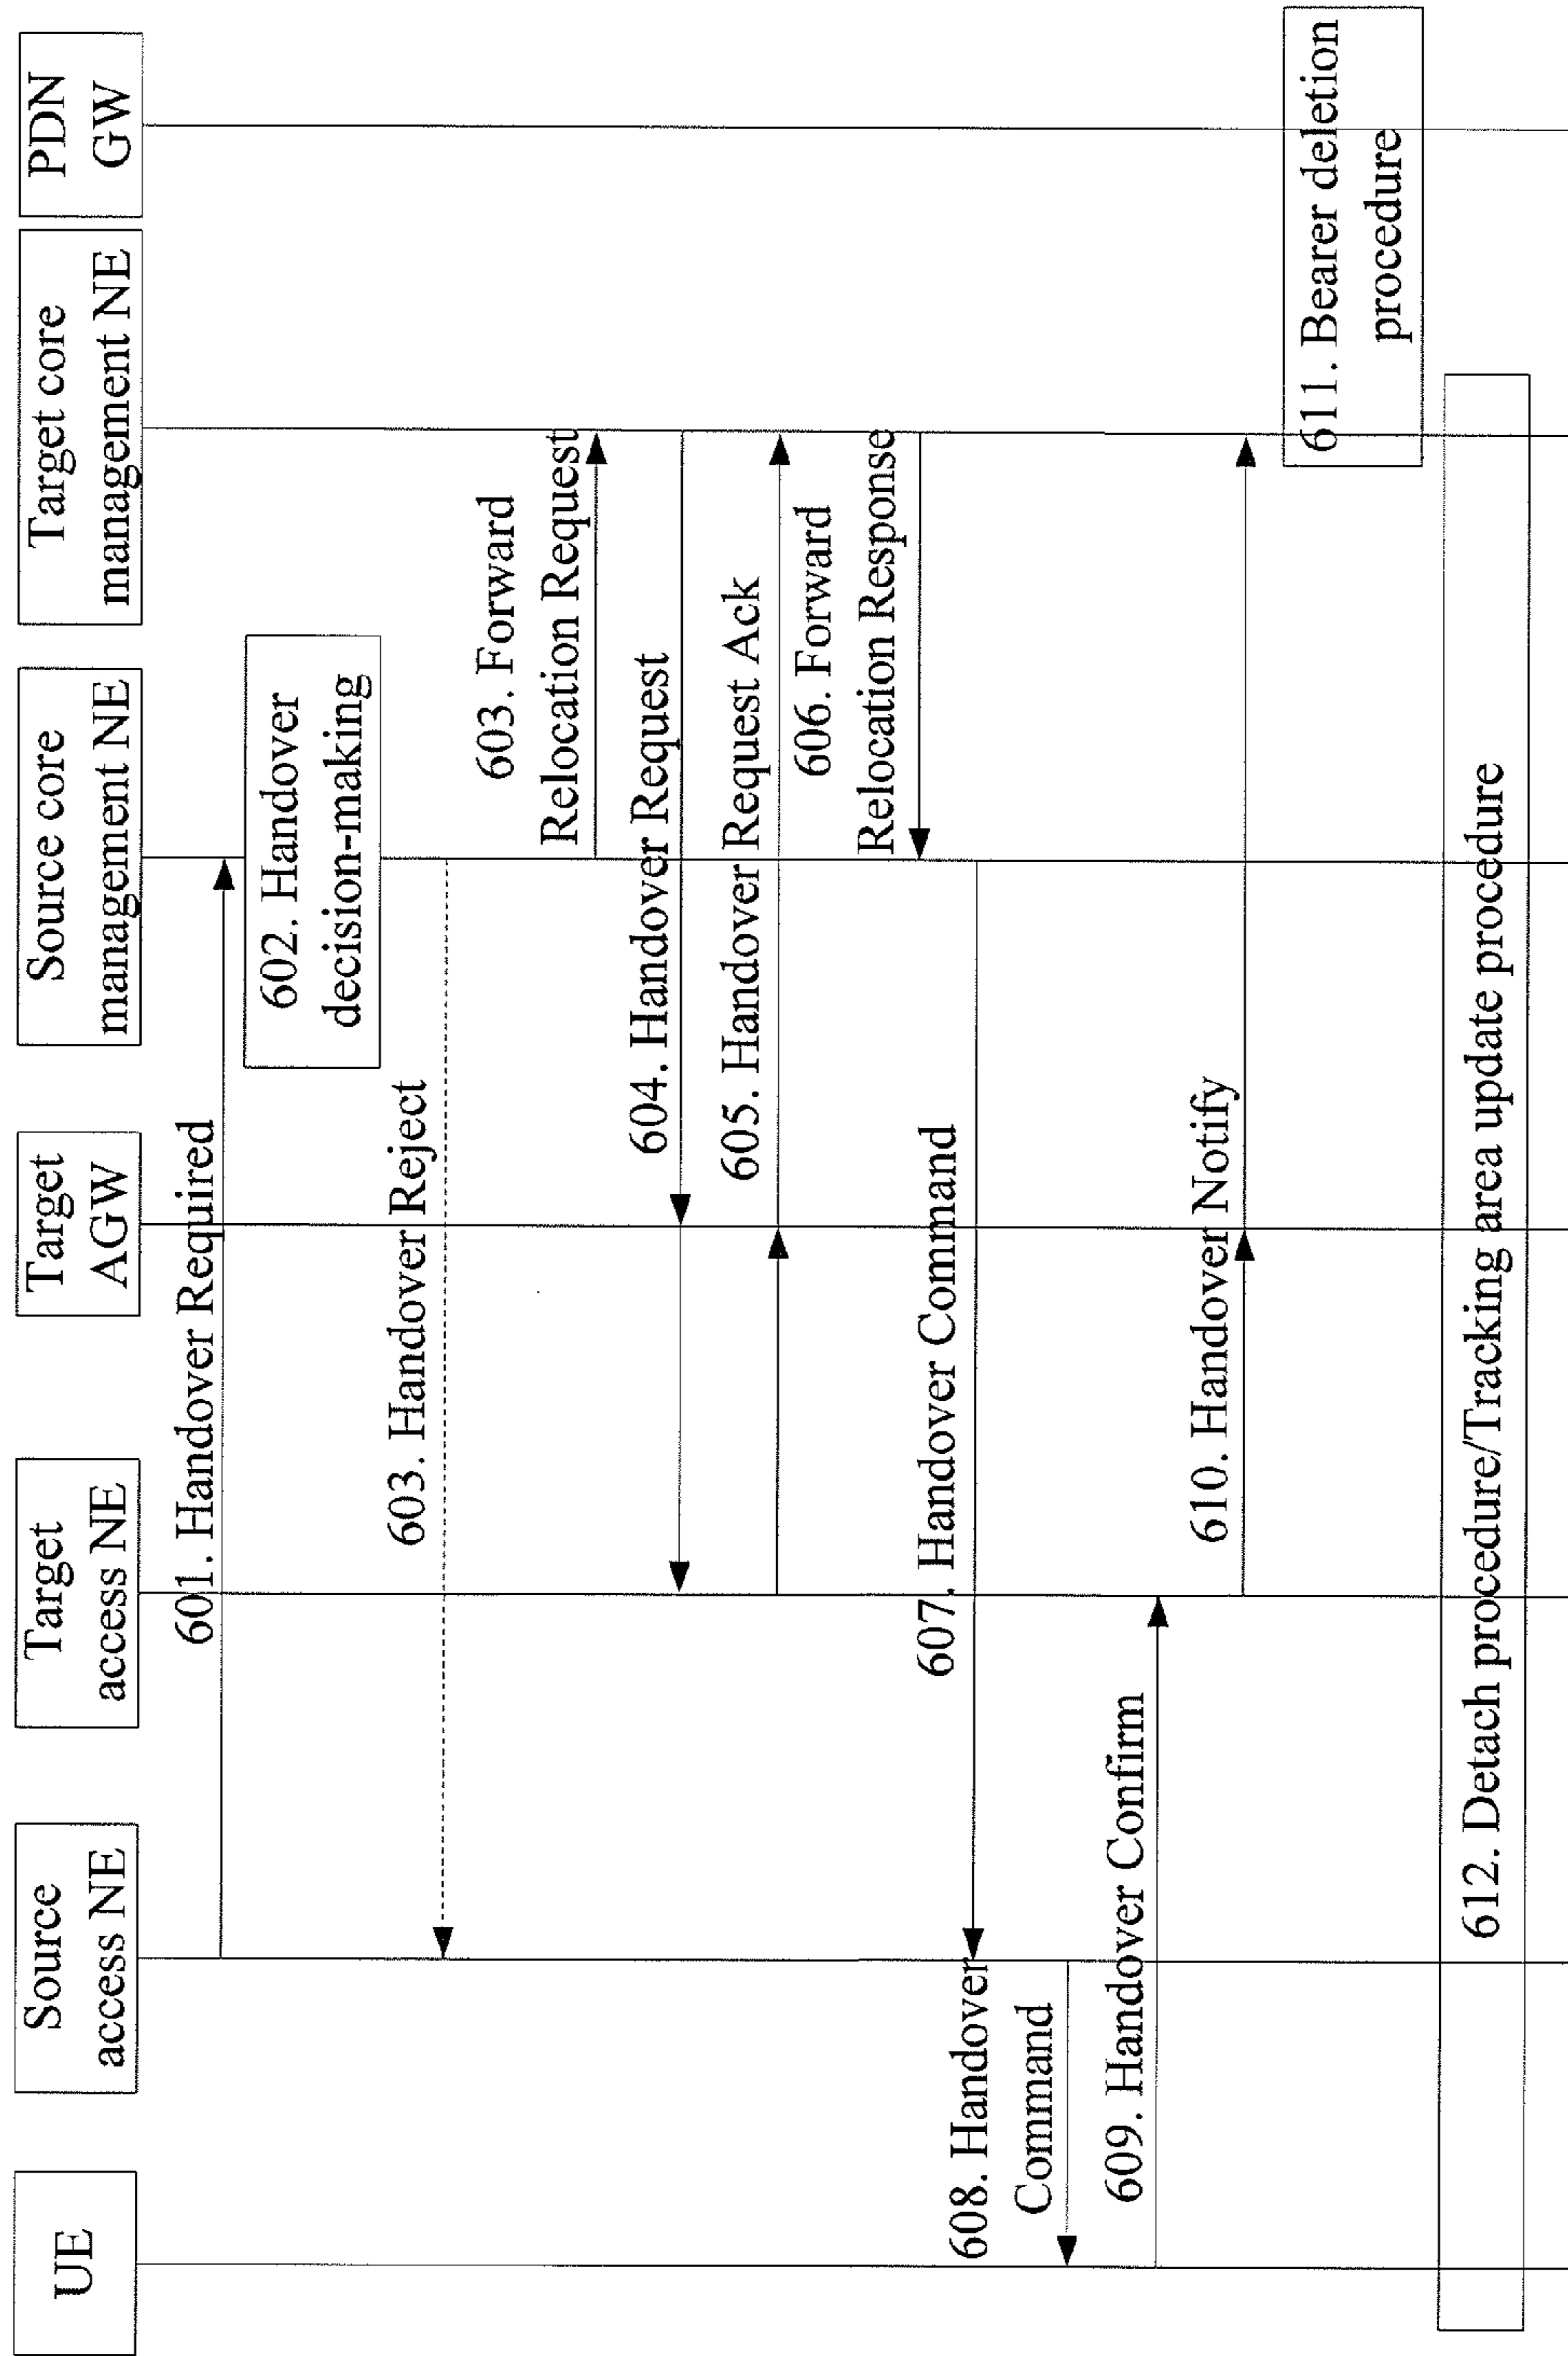 UE
Source
access NE
Target
access NE
Target
AGW
Source core
management NE
Target core
management NE
PDN
GW
601. Handover Required
602. Handover
decision-making
603. Handover Reject
603. Forward
Relocation Request
604. Handover Request
605. Handover Request Ack
606. Forward
Relocation Response
607. Handover Command
608. Handover
Command
609. Handover Confirm
610. Handover Notify
611. Bearer deletion
procedure
612. Detach procedure/Tracking area update procedure